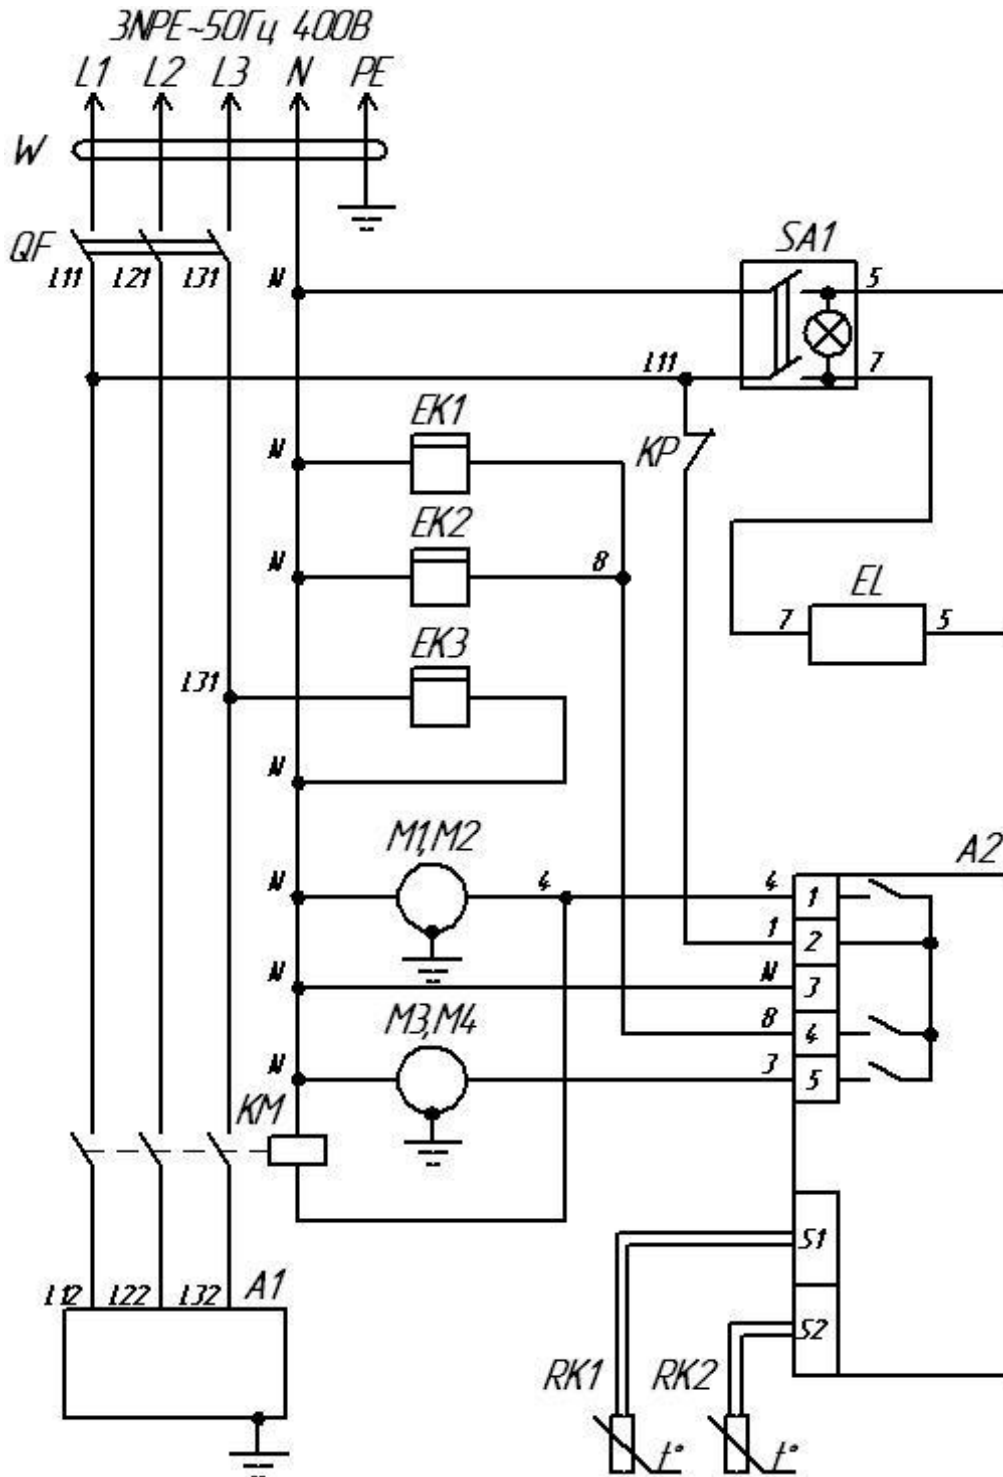 3NPE~50Гц 400В
L1 L2 L3 N PE
W
QF
SA1
L11 L21 L31 N 5
L11 7
EK1
N KP
EK2
N 8
EL
7 5
EK3
L31
N
M1,M2
A2
N 4 4 1
1 2
N N 3
M3,M4 8 4
N 3 5
KM
S1
A1
L12 L22 L32
S2
RK1 RK2
t° t°